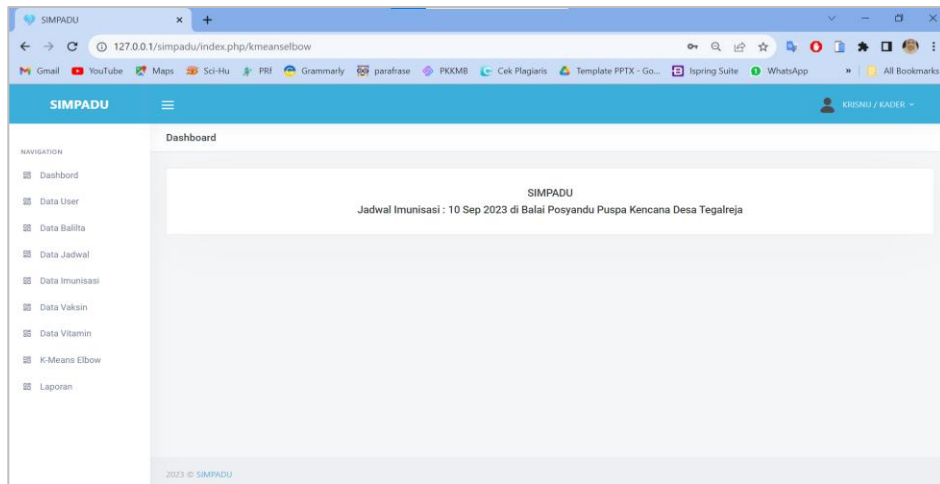 SIMPADU
127.0.0.1/simpadu/index.php/kmeanselbow
Gmail YouTube Maps Sci-Hu PRf Grammarly parafrase PKKMB Cek Plagiaris Template PPTX - Go... Ispring Suite WhatsApp » All Bookmarks
SIMPADU KRISNU / KADER
Dashboard
NAVIGATION
Dashbord
Data User
Data Balilta
Data Jadwal
Data Imunisasi
Data Vaksin
Data Vitamin
K-Means Elbow
Laporan
SIMPADU
Jadwal Imunisasi : 10 Sep 2023 di Balai Posyandu Puspa Kencana Desa Tegalreja
2023 © SIMPADU